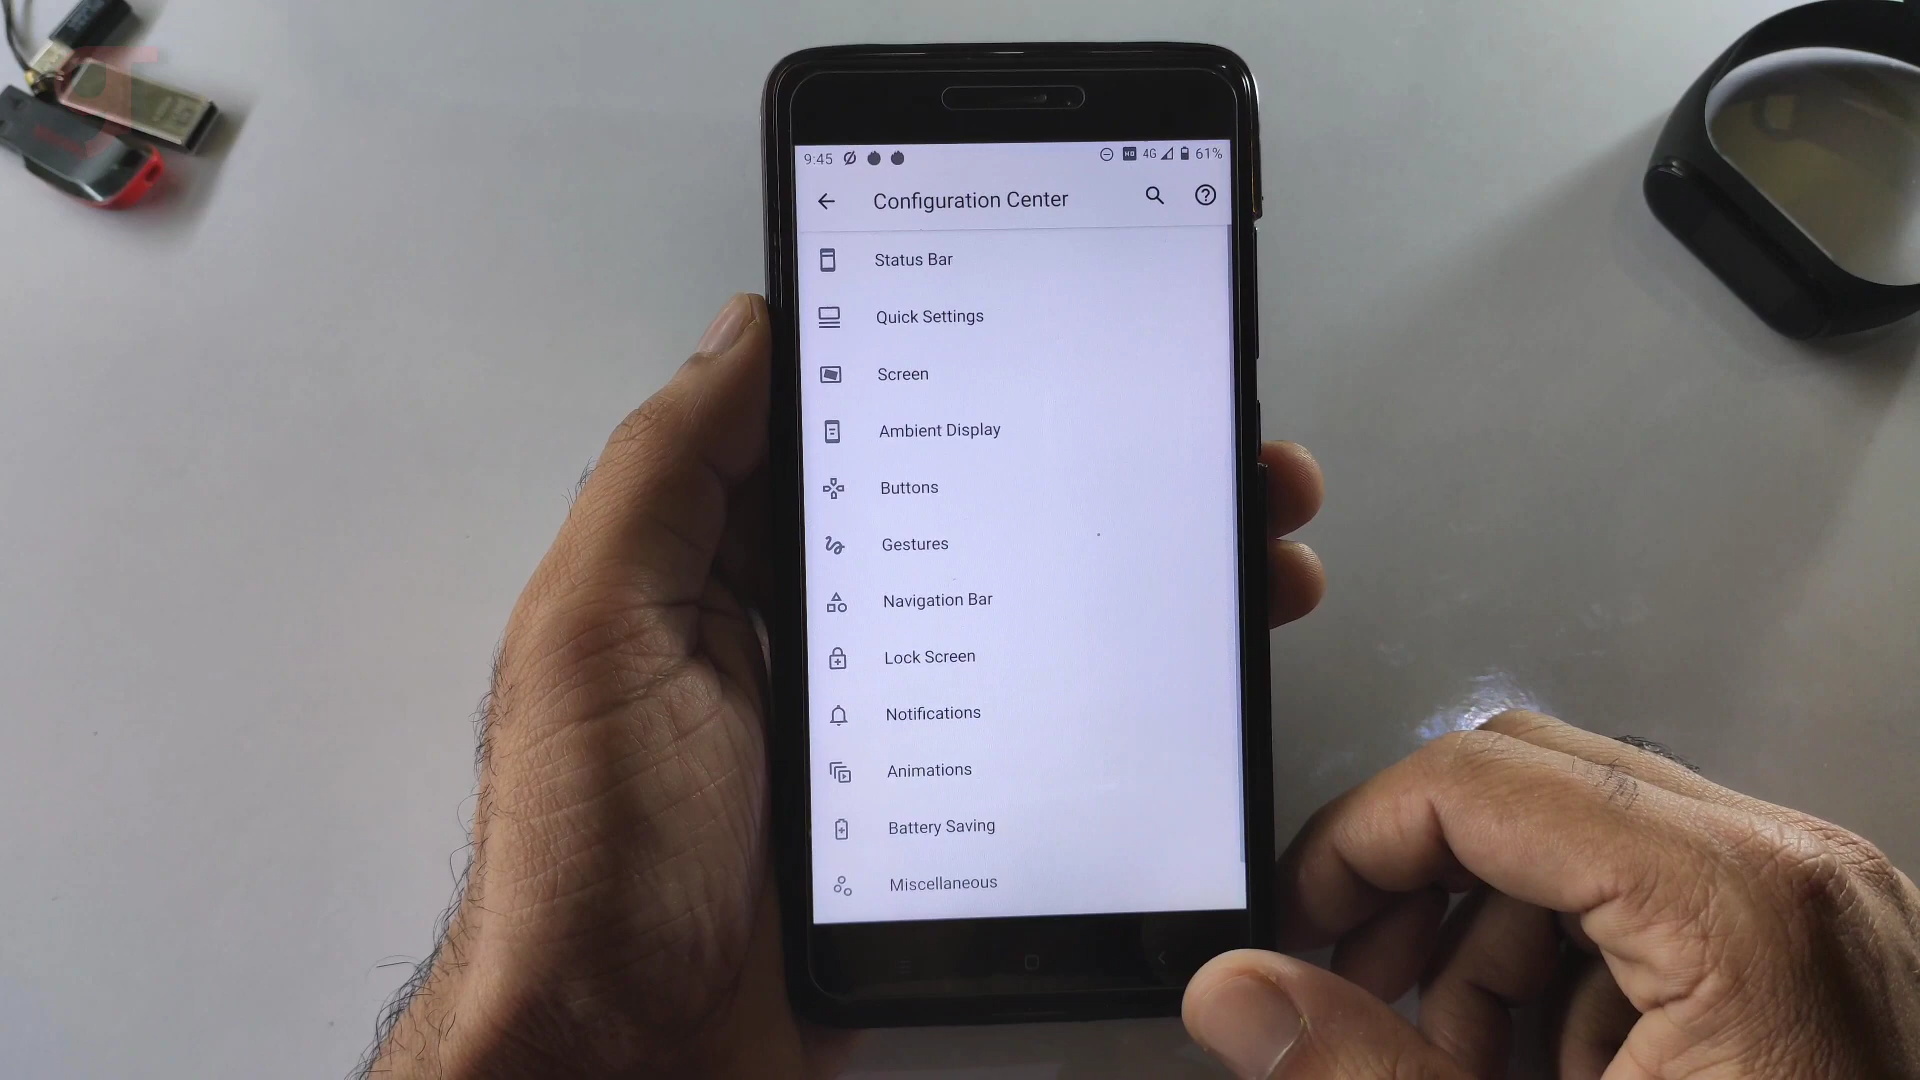 9:45 HD 4G 61%
Configuration Center
Status Bar
Quick Settings
Screen
Ambient Display
Buttons
Gestures
Navigation Bar
Lock Screen
Notifications
Animations
Battery Saving
Miscellaneous